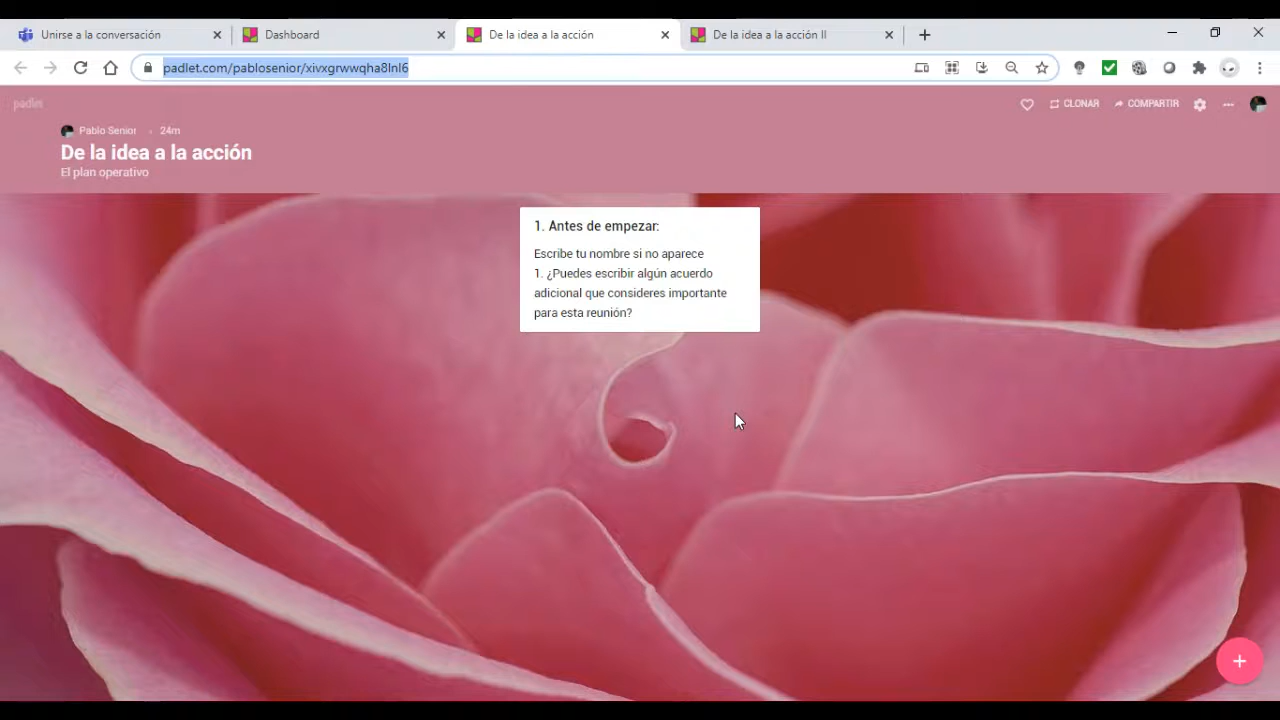 Unirse a la conversación
Dashboard
De la idea a la acción
De la idea a la acción II
padlet.com/pablosenior/xivxgrwwqha8lnl6
padlet
CLONAR
COMPARTIR
Pablo Senior
24m
De la idea a la acción
El plan operativo
1. Antes de empezar:
Escribe tu nombre si no aparece
1. ¿Puedes escribir algún acuerdo
adicional que consideres importante
para esta reunión?